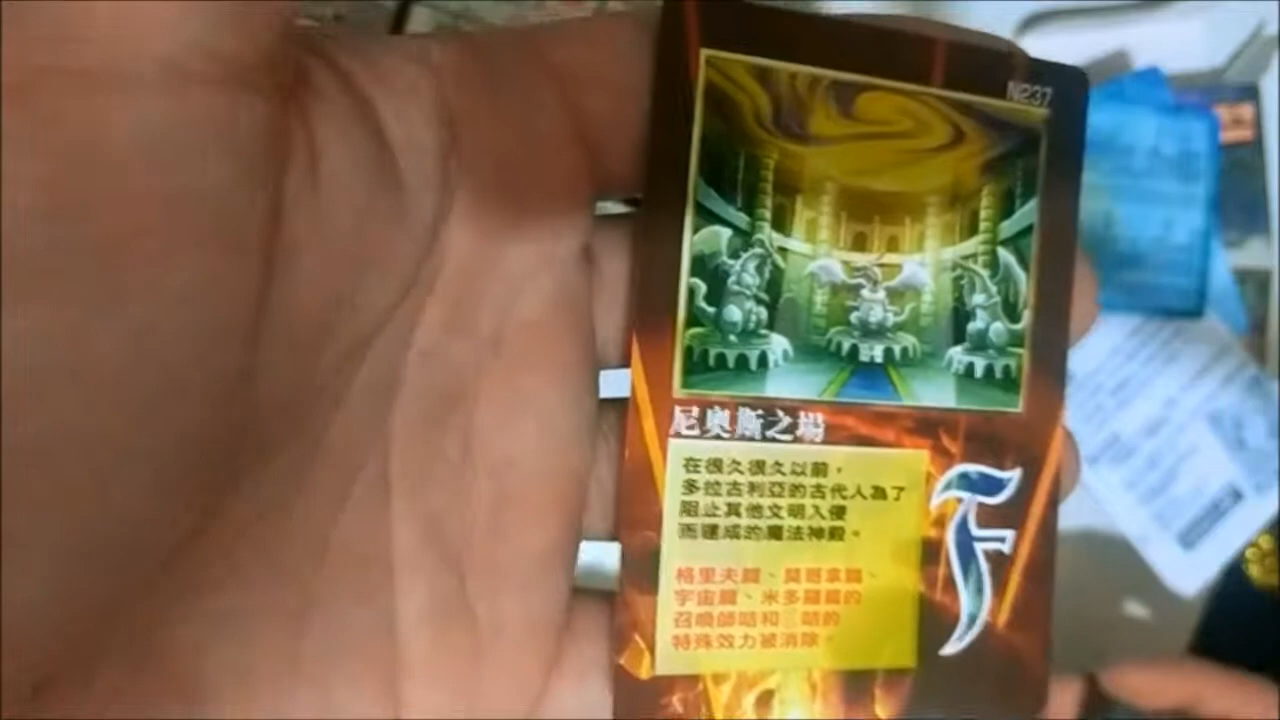 N237
尼奧斯之場
在很久很久以前，
多拉古利亞的古代人為了
阻止其他文明入侵
而建成的魔法神殿。
格里夫龍、莫哥拿龍、
宇宙龍、米多羅龍的
召喚師咭和咭的
特殊效力被消除。
F